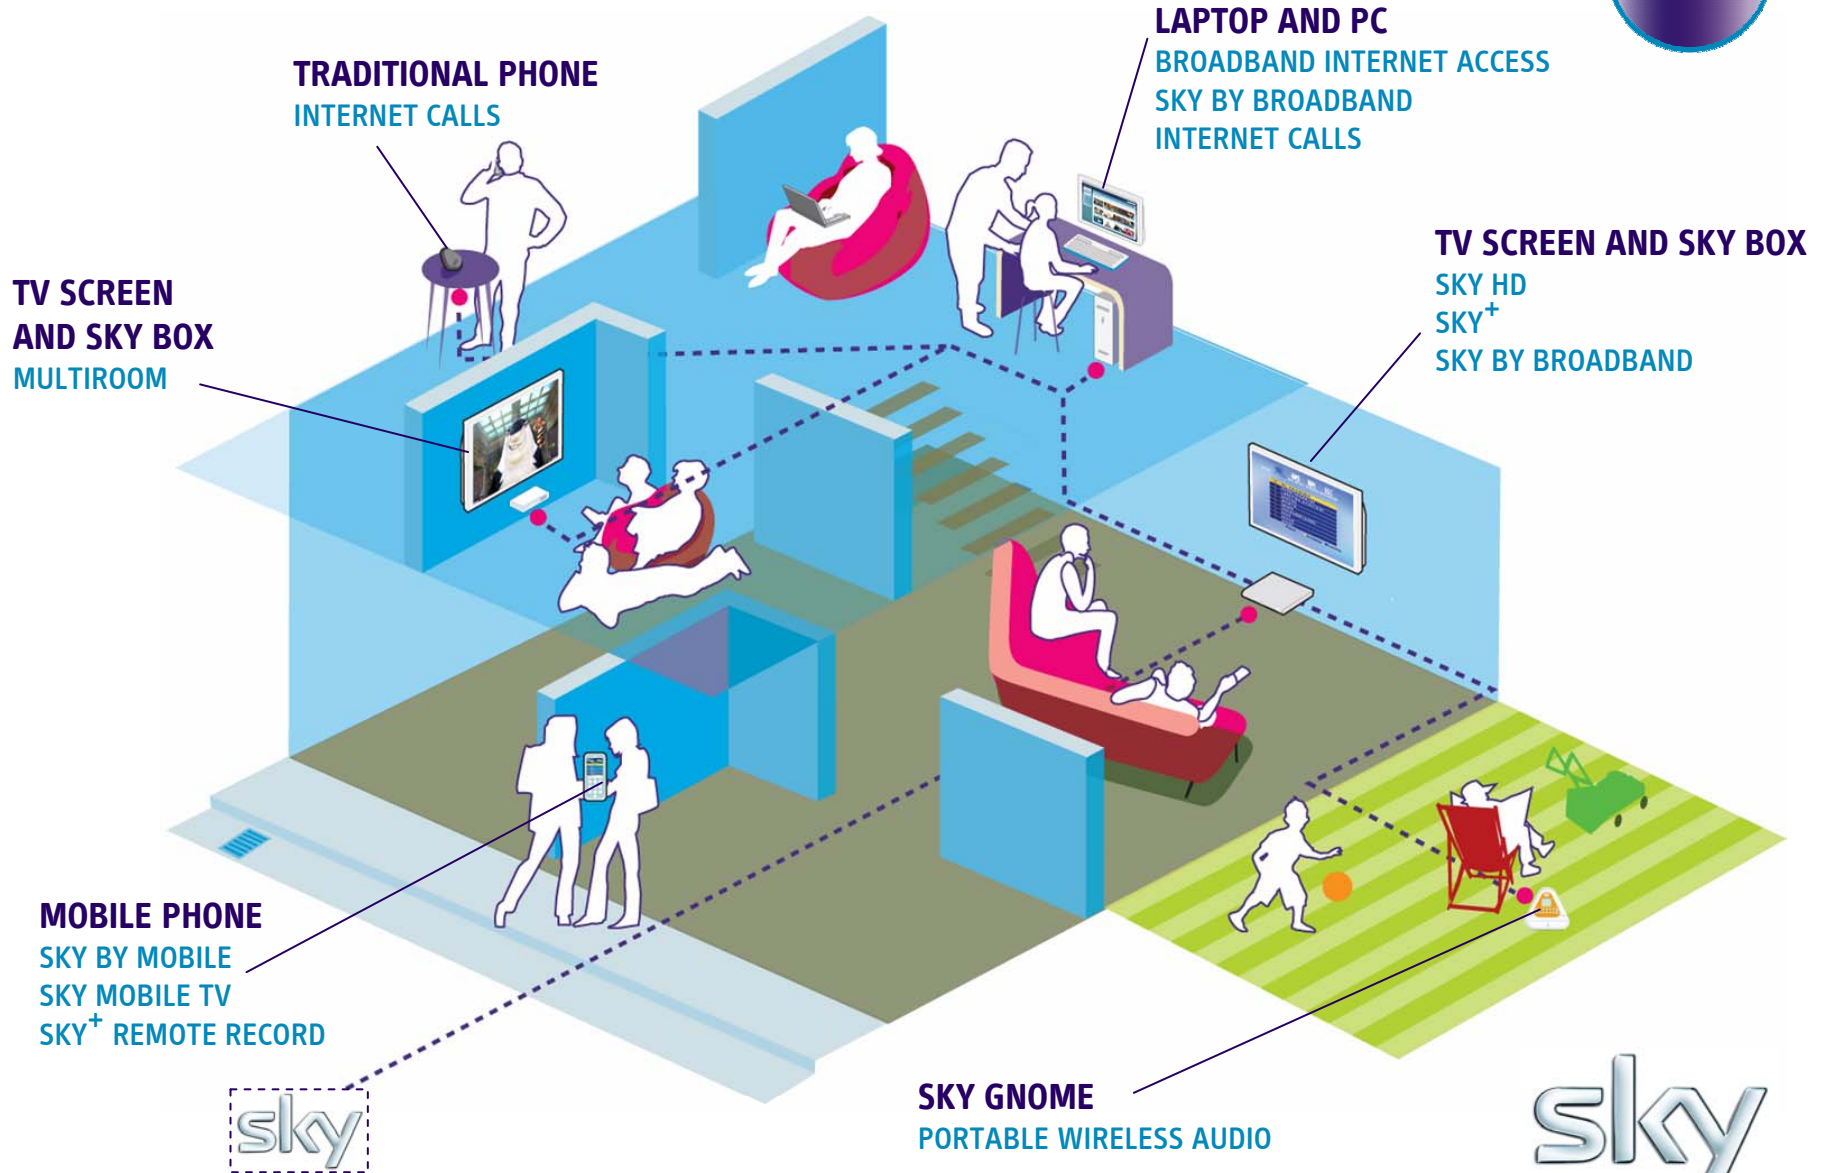 LAPTOP AND PC
BROADBAND INTERNET ACCESS
SKY BY BROADBAND
INTERNET CALLS
TRADITIONAL PHONE
INTERNET CALLS
TV SCREEN AND SKY BOX
SKY HD
SKY+
SKY BY BROADBAND
TV SCREEN
AND SKY BOX
MULTIROOM
MOBILE PHONE
SKY BY MOBILE
SKY MOBILE TV
SKY+ REMOTE RECORD
sky
SKY GNOME
PORTABLE WIRELESS AUDIO
sky